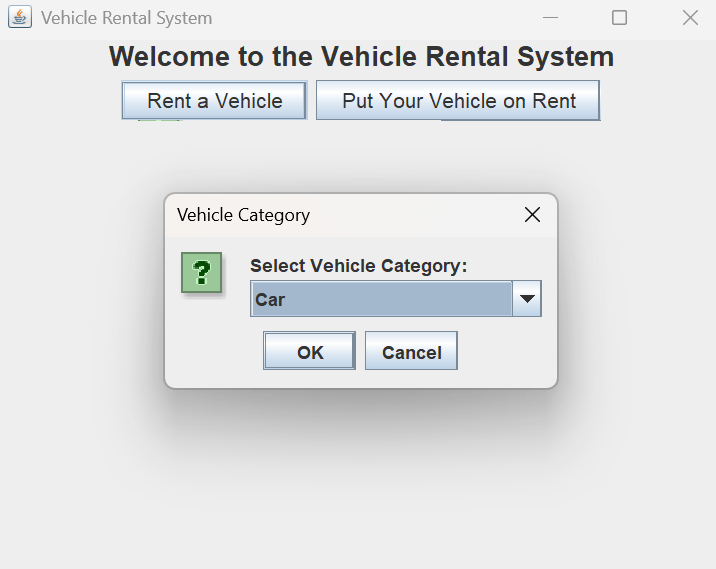 Vehicle Rental System
Welcome to the Vehicle Rental System
Rent a Vehicle Put Your Vehicle on Rent
Vehicle Category
?
Select Vehicle Category:
Car
OK Cancel